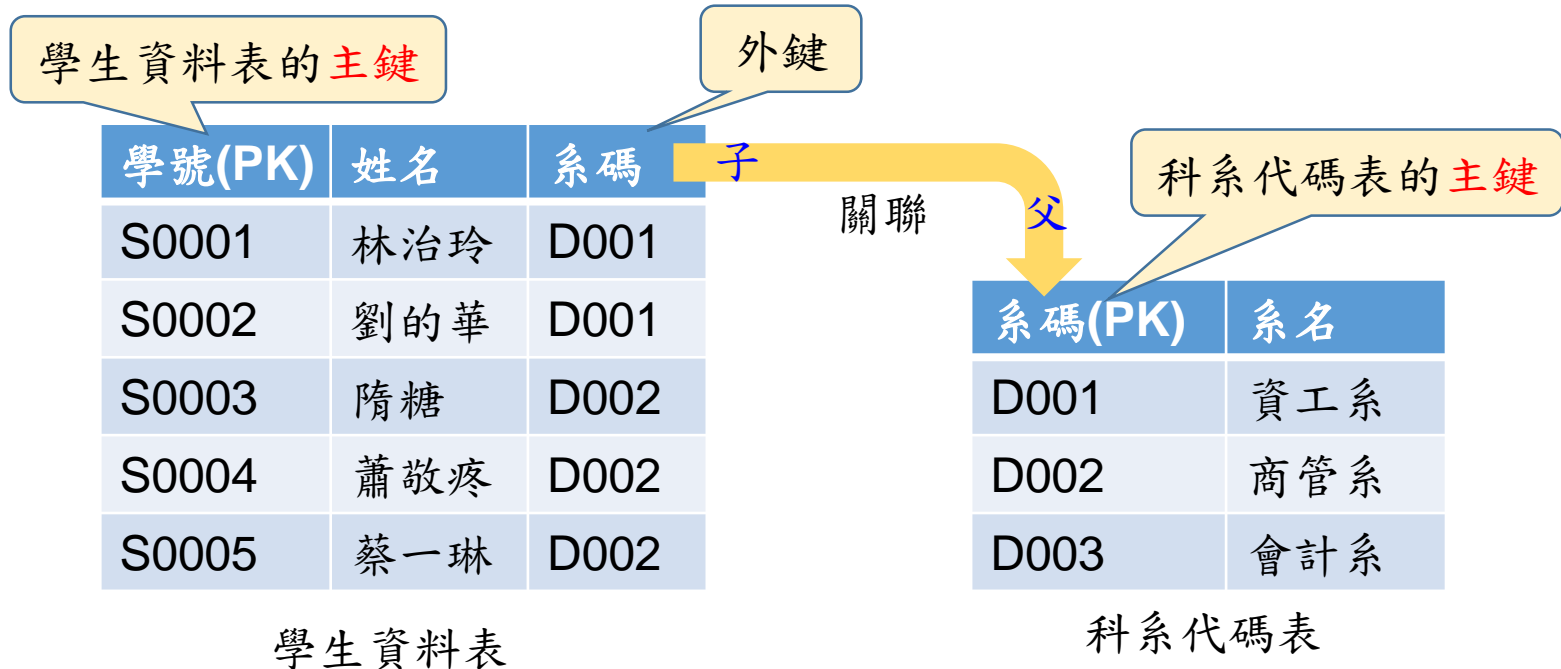 學生資料表的主鍵
外鍵
學號(PK) 姓名 系碼
子
關聯
父
科系代碼表的主鍵
S0001 林治玲 D001
S0002 劉的華 D001
S0003 隋糖 D002
S0004 蕭敬疼 D002
S0005 蔡一琳 D002
學生資料表
系碼(PK) 系名
D001 資工系
D002 商管系
D003 會計系
科系代碼表